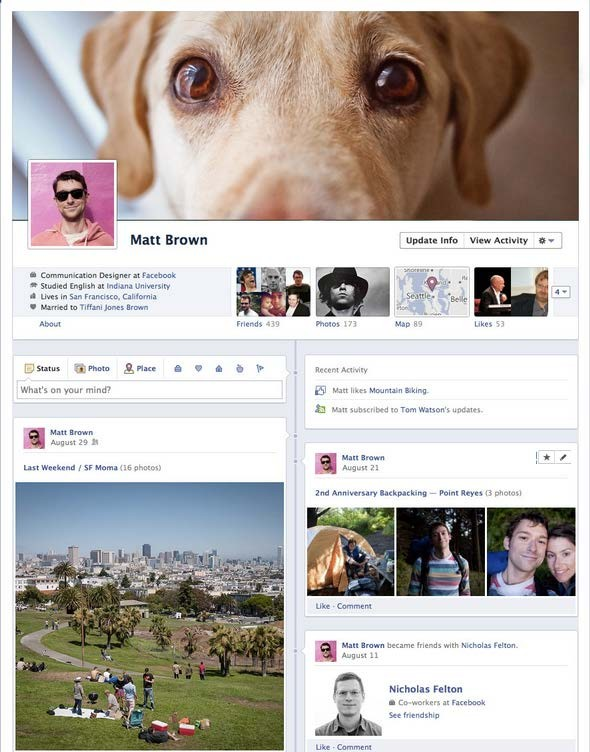 Matt Brown
Update Info
View Activity
Communication Designer at Facebook
Studied English at Indiana University
Lives in San Francisco, California
Married to Tiffani Jones Brown
About
Shoreline
Seattle
Belle
Friends 439
Photos 173
Map 89
Likes 53
4
Status
Photo
Place
What's on your mind?
Matt Brown
August 29
Last Weekend / SF Moma (16 photos)
Recent Activity
Matt likes Mountain Biking.
Matt subscribed to Tom Watson's updates.
Matt Brown
August 21
2nd Anniversary Backpacking — Point Reyes (3 photos)
Like · Comment
Matt Brown became friends with Nicholas Felton.
August 11
Nicholas Felton
Co-workers at Facebook
See friendship
Like · Comment